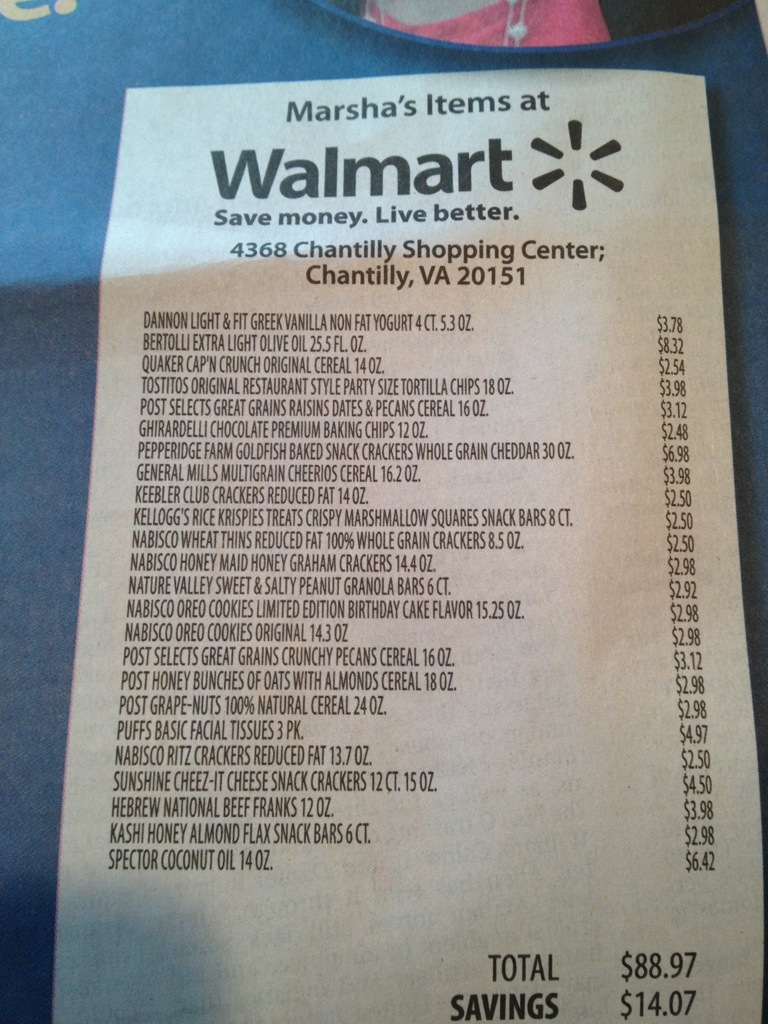 Marsha's Items at
Walmart
Save money. Live better.
4368 Chantilly Shopping Center;
Chantilly, VA 20151
DANNON LIGHT & FIT GREEK VANILLA NON FAT YOGURT 4 CT. 5.3 OZ. $3.78
BERTOLLI EXTRA LIGHT OLIVE OIL 25.5 FL. OZ. $8.32
QUAKER CAP'N CRUNCH ORIGINAL CEREAL 14 OZ. $2.54
TOSTITOS ORIGINAL RESTAURANT STYLE PARTY SIZE TORTILLA CHIPS 18 OZ. $3.98
POST SELECTS GREAT GRAINS RAISINS DATES & PECANS CEREAL 16 OZ. $3.12
GHIRARDELLI CHOCOLATE PREMIUM BAKING CHIPS 12 OZ. $2.48
PEPPERIDGE FARM GOLDFISH BAKED SNACK CRACKERS WHOLE GRAIN CHEDDAR 30 OZ. $6.98
GENERAL MILLS MULTIGRAIN CHEERIOS CEREAL 16.2 OZ. $3.98
KEEBLER CLUB CRACKERS REDUCED FAT 14 OZ. $2.50
KELLOGG'S RICE KRISPIES TREATS CRISPY MARSHMALLOW SQUARES SNACK BARS 8 CT. $2.50
NABISCO WHEAT THINS REDUCED FAT 100% WHOLE GRAIN CRACKERS 8.5 OZ. $2.50
NABISCO HONEY MAID HONEY GRAHAM CRACKERS 14.4 OZ. $2.98
NATURE VALLEY SWEET & SALTY PEANUT GRANOLA BARS 6 CT. $2.92
NABISCO OREO COOKIES LIMITED EDITION BIRTHDAY CAKE FLAVOR 15.25 OZ. $2.98
NABISCO OREO COOKIES ORIGINAL 14.3 OZ $2.98
POST SELECTS GREAT GRAINS CRUNCHY PECANS CEREAL 16 OZ. $3.12
POST HONEY BUNCHES OF OATS WITH ALMONDS CEREAL 18 OZ. $2.98
POST GRAPE-NUTS 100% NATURAL CEREAL 24 OZ. $2.98
PUFFS BASIC FACIAL TISSUES 3 PK. $4.97
NABISCO RITZ CRACKERS REDUCED FAT 13.7 OZ. $2.50
SUNSHINE CHEEZ-IT CHEESE SNACK CRACKERS 12 CT. 15 OZ. $4.50
HEBREW NATIONAL BEEF FRANKS 12 OZ. $3.98
KASHI HONEY ALMOND FLAX SNACK BARS 6 CT. $2.98
SPECTOR COCONUT OIL 14 OZ. $6.42
TOTAL $88.97
SAVINGS $14.07